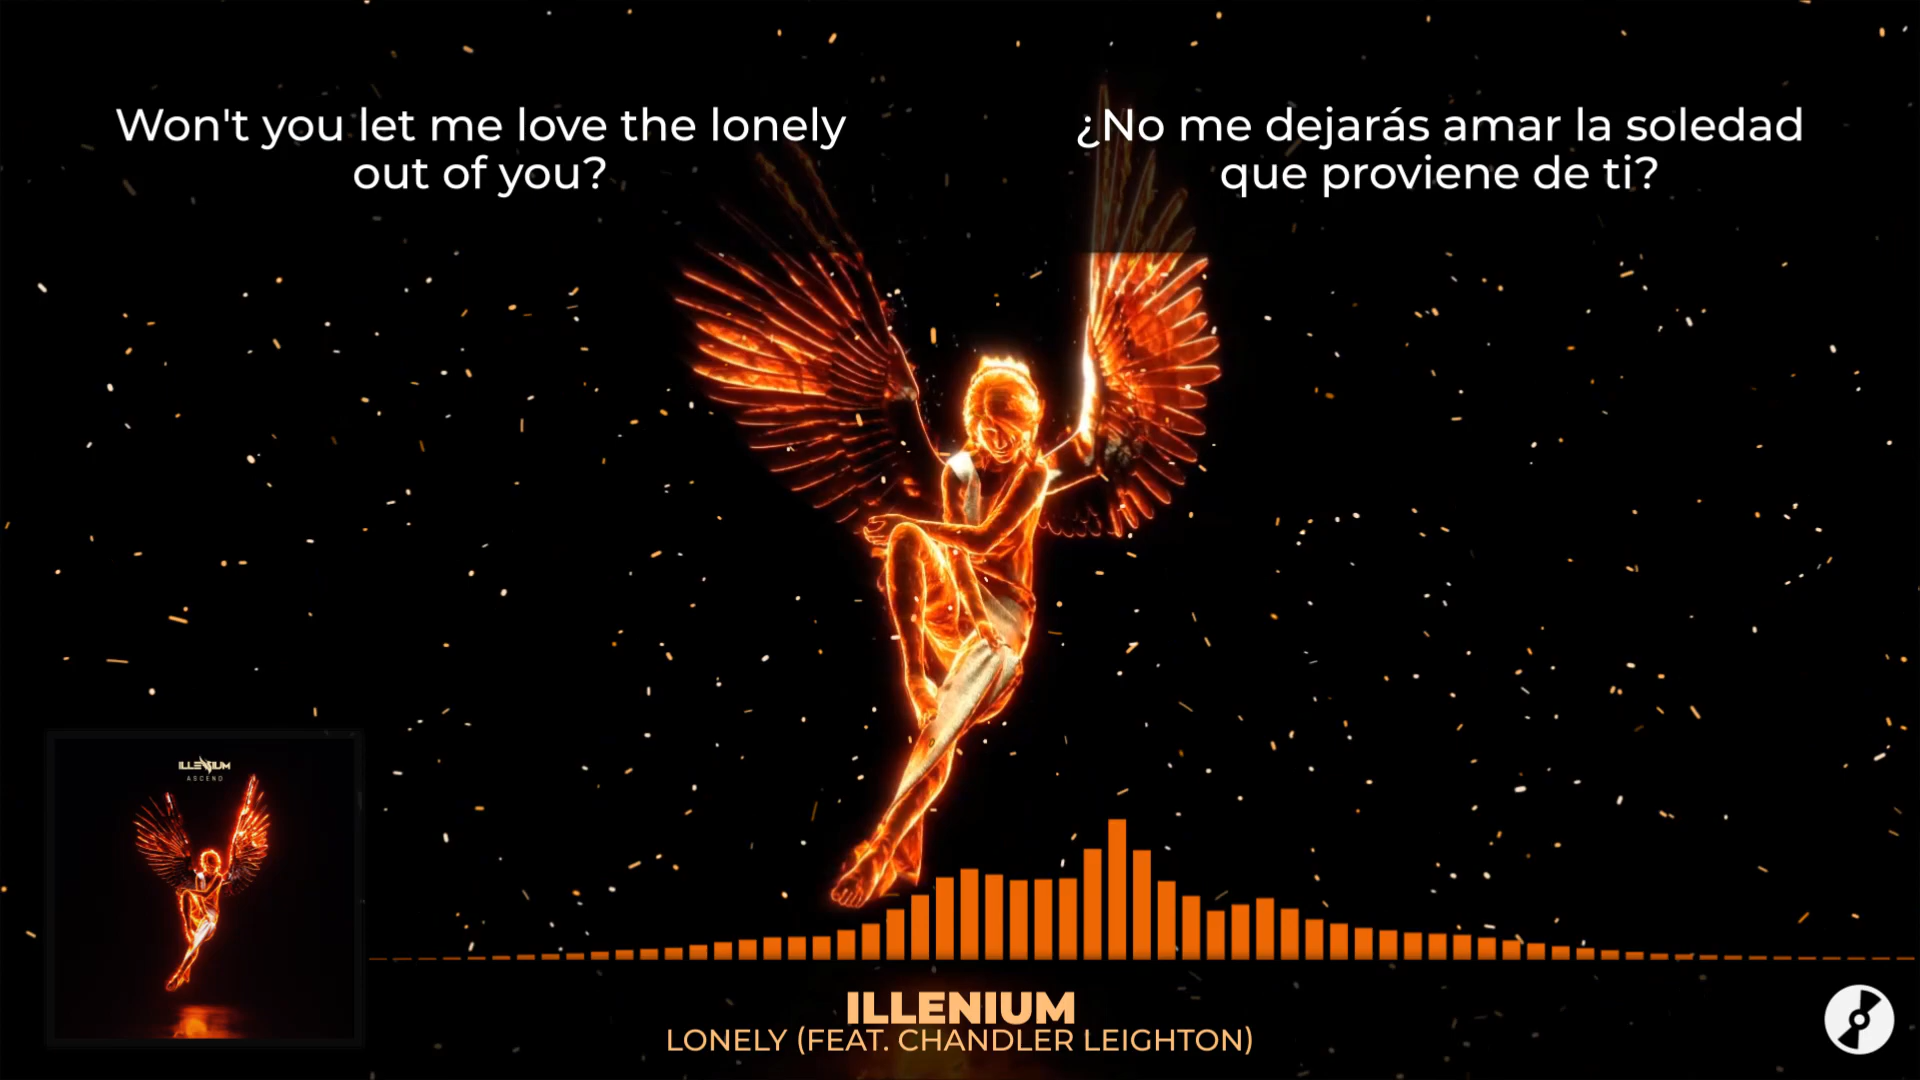 Won't you let me love the lonely
out of you?
¿No me dejarás amar la soledad
que proviene de ti?
ILLENIUM
ASCEND
ILLENIUM
LONELY (FEAT. CHANDLER LEIGHTON)